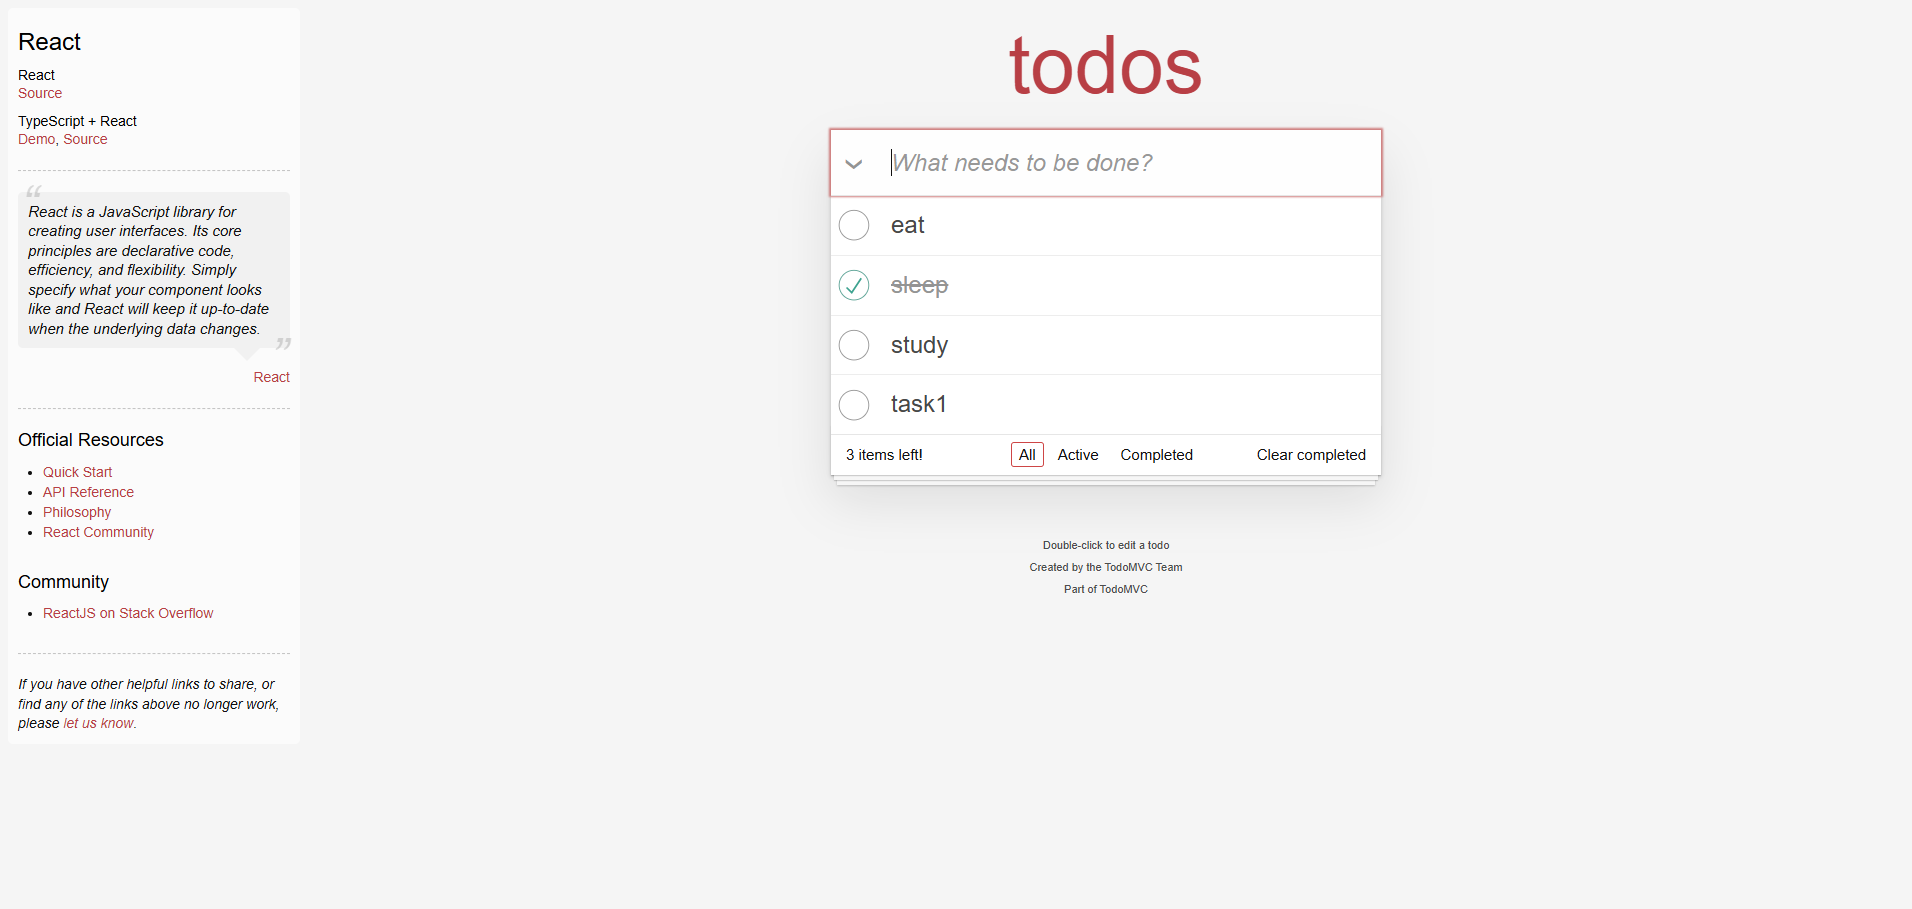 React
React
Source
TypeScript + React
Demo, Source
“
React is a JavaScript library for
creating user interfaces. Its core
principles are declarative code,
efficiency, and flexibility. Simply
specify what your component looks
like and React will keep it up-to-date
when the underlying data changes.
”
React
Official Resources
• Quick Start
• API Reference
• Philosophy
• React Community
Community
• ReactJS on Stack Overflow
If you have other helpful links to share, or
find any of the links above no longer work,
please let us know.
todos
What needs to be done?
eat
sleep
study
task1
3 items left! All Active Completed Clear completed
Double-click to edit a todo
Created by the TodoMVC Team
Part of TodoMVC